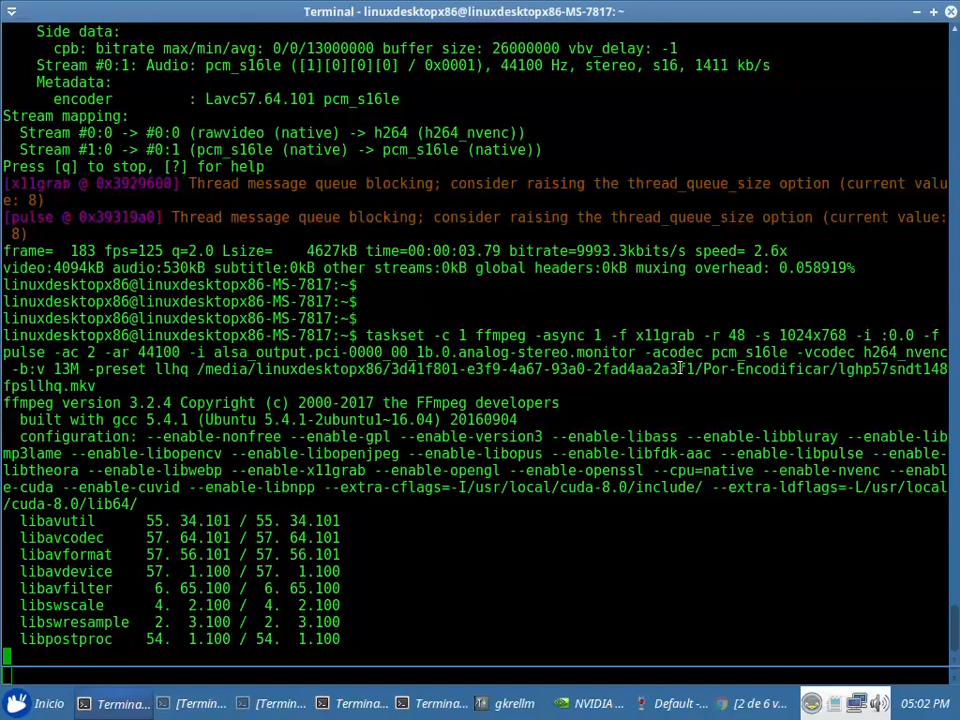 Terminal - linuxdesktopx86@linuxdesktopx86-MS-7817: ~
Side data:
cpb: bitrate max/min/avg: 0/0/13000000 buffer size: 26000000 vbv_delay: -1
Stream #0:1: Audio: pcm_s16le ([1][0][0][0] / 0x0001), 44100 Hz, stereo, s16, 1411 kb/s
Metadata:
encoder         : Lavc57.64.101 pcm_s16le
Stream mapping:
Stream #0:0 -> #0:0 (rawvideo (native) -> h264 (h264_nvenc))
Stream #1:0 -> #0:1 (pcm_s16le (native) -> pcm_s16le (native))
Press [q] to stop, [?] for help
[x11grab @ 0x3929600] Thread message queue blocking; consider raising the thread_queue_size option (current valu
e: 8)
[pulse @ 0x39319a0] Thread message queue blocking; consider raising the thread_queue_size option (current value:
8)
frame=  183 fps=125 q=2.0 Lsize=    4627kB time=00:00:03.79 bitrate=9993.3kbits/s speed= 2.6x
video:4094kB audio:530kB subtitle:0kB other streams:0kB global headers:0kB muxing overhead: 0.058919%
linuxdesktopx86@linuxdesktopx86-MS-7817:~$
linuxdesktopx86@linuxdesktopx86-MS-7817:~$
linuxdesktopx86@linuxdesktopx86-MS-7817:~$
linuxdesktopx86@linuxdesktopx86-MS-7817:~$ taskset -c 1 ffmpeg -async 1 -f x11grab -r 48 -s 1024x768 -i :0.0 -f
pulse -ac 2 -ar 44100 -i alsa_output.pci-0000_00_1b.0.analog-stereo.monitor -acodec pcm_s16le -vcodec h264_nvenc
-b:v 13M -preset llhq /media/linuxdesktopx86/3d41f801-e3f9-4a67-93a0-2fad4aa2a3f1/Por-Encodificar/lghp57sndt148
fpsllhq.mkv
ffmpeg version 3.2.4 Copyright (c) 2000-2017 the FFmpeg developers
built with gcc 5.4.1 (Ubuntu 5.4.1-2ubuntu1~16.04) 20160904
configuration: --enable-nonfree --enable-gpl --enable-version3 --enable-libass --enable-libbluray --enable-lib
mp3lame --enable-libopencv --enable-libopenjpeg --enable-libopus --enable-libfdk-aac --enable-libpulse --enable-
libtheora --enable-libwebp --enable-x11grab --enable-opengl --enable-openssl --cpu=native --enable-nvenc --enabl
e-cuda --enable-cuvid --enable-libnpp --extra-cflags=-I/usr/local/cuda-8.0/include/ --extra-ldflags=-L/usr/local
/cuda-8.0/lib64/
libavutil      55. 34.101 / 55. 34.101
libavcodec     57. 64.101 / 57. 64.101
libavformat    57. 56.101 / 57. 56.101
libavdevice    57.  1.100 / 57.  1.100
libavfilter     6. 65.100 /  6. 65.100
libswscale      4.  2.100 /  4.  2.100
libswresample   2.  3.100 /  2.  3.100
libpostproc    54.  1.100 / 54.  1.100
Inicio Termina... [Termin... [Termin... Termina... Termina... gkrellm NVIDIA ... Default -... [2 de 6 v... 05:02 PM